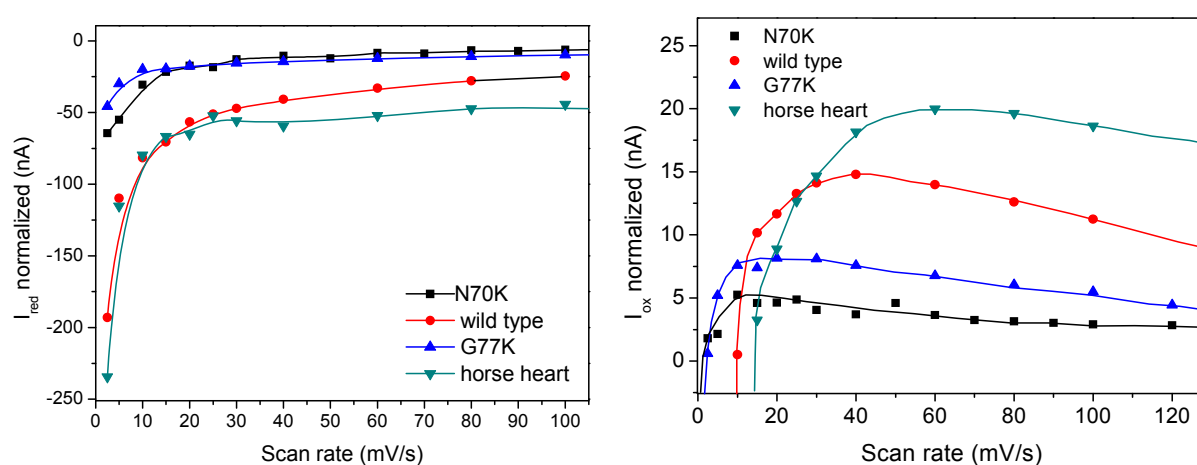 I_red normalized (nA)
0
-50
-100
-150
-200
-250
N70K
wild type
G77K
horse heart
0 10 20 30 40 50 60 70 80 90 100
Scan rate (mV/s)
I_ox normalized (nA)
25
20
15
10
5
0
N70K
wild type
G77K
horse heart
0 20 40 60 80 100 120
Scan rate (mV/s)